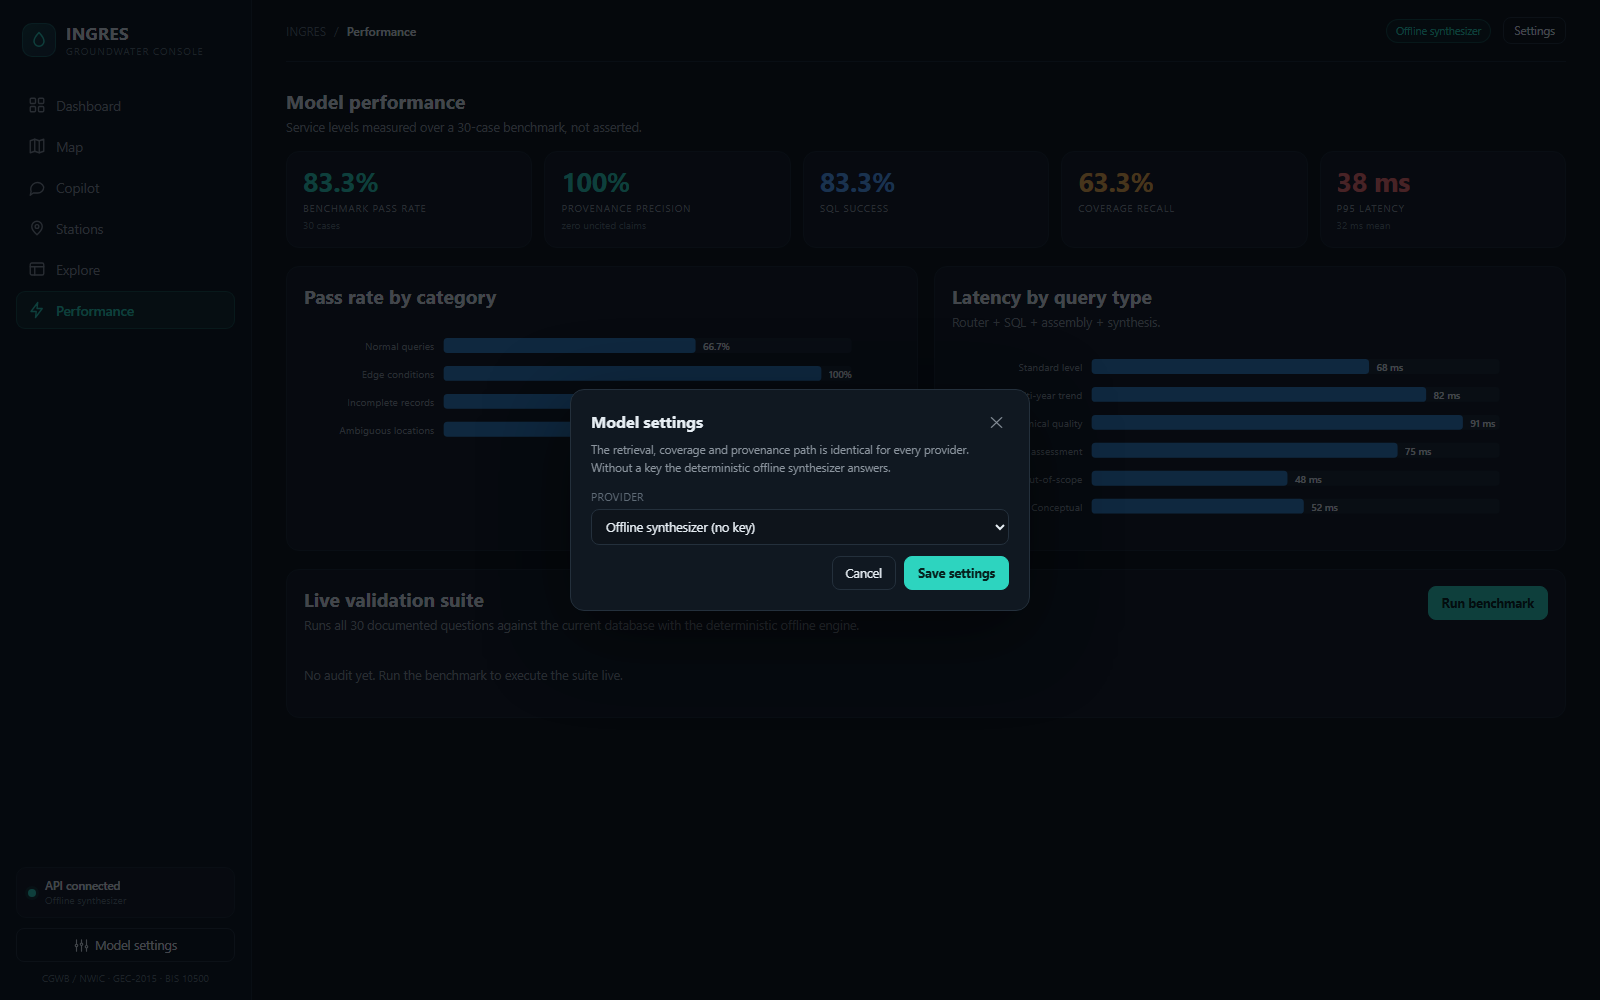 INGRES
GROUNDWATER CONSOLE
Dashboard
Map
Copilot
Stations
Explore
Performance
API connected
Offline synthesizer
Model settings
CGWB / NWIC · GEC-2015 · BIS 10500
INGRES / Performance
Offline synthesizer
Settings
Model performance
Service levels measured over a 30-case benchmark, not asserted.
83.3%
BENCHMARK PASS RATE
30 cases
100%
PROVENANCE PRECISION
zero uncited claims
83.3%
SQL SUCCESS
63.3%
COVERAGE RECALL
38 ms
P95 LATENCY
32 ms mean
Pass rate by category
Normal queries 66.7%
Edge conditions 100%
Incomplete records
Ambiguous locations
Latency by query type
Router + SQL + assembly + synthesis.
Standard level 68 ms
i-year trend 82 ms
nical quality 91 ms
assessment 75 ms
ut-of-scope 48 ms
Conceptual 52 ms
Model settings
The retrieval, coverage and provenance path is identical for every provider.
Without a key the deterministic offline synthesizer answers.
PROVIDER
Offline synthesizer (no key)
Cancel
Save settings
Live validation suite
Runs all 30 documented questions against the current database with the deterministic offline engine.
Run benchmark
No audit yet. Run the benchmark to execute the suite live.